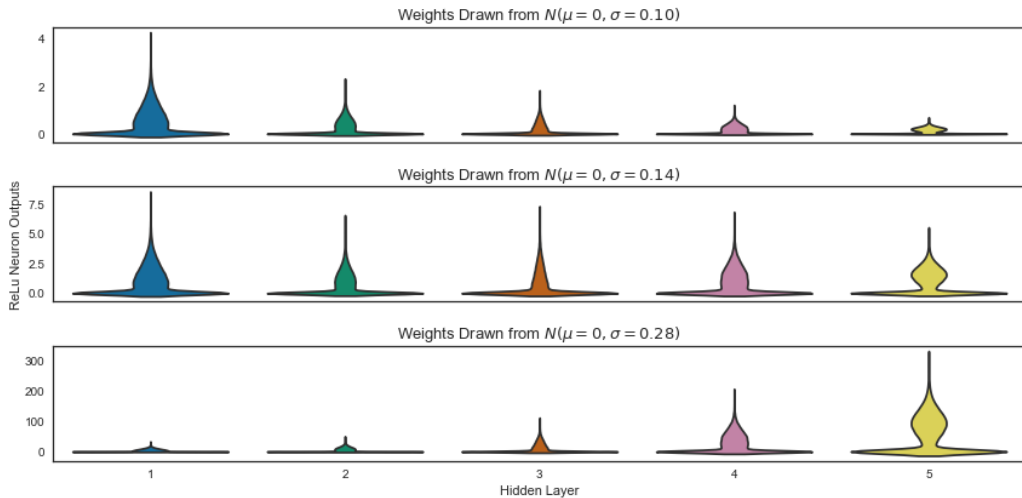 Weights Drawn from N(μ = 0, σ = 0.10)
4
2
0
Weights Drawn from N(μ = 0, σ = 0.14)
ReLu Neuron Outputs
7.5
5.0
2.5
0.0
Weights Drawn from N(μ = 0, σ = 0.28)
300
200
100
0
1 2 3 4 5
Hidden Layer